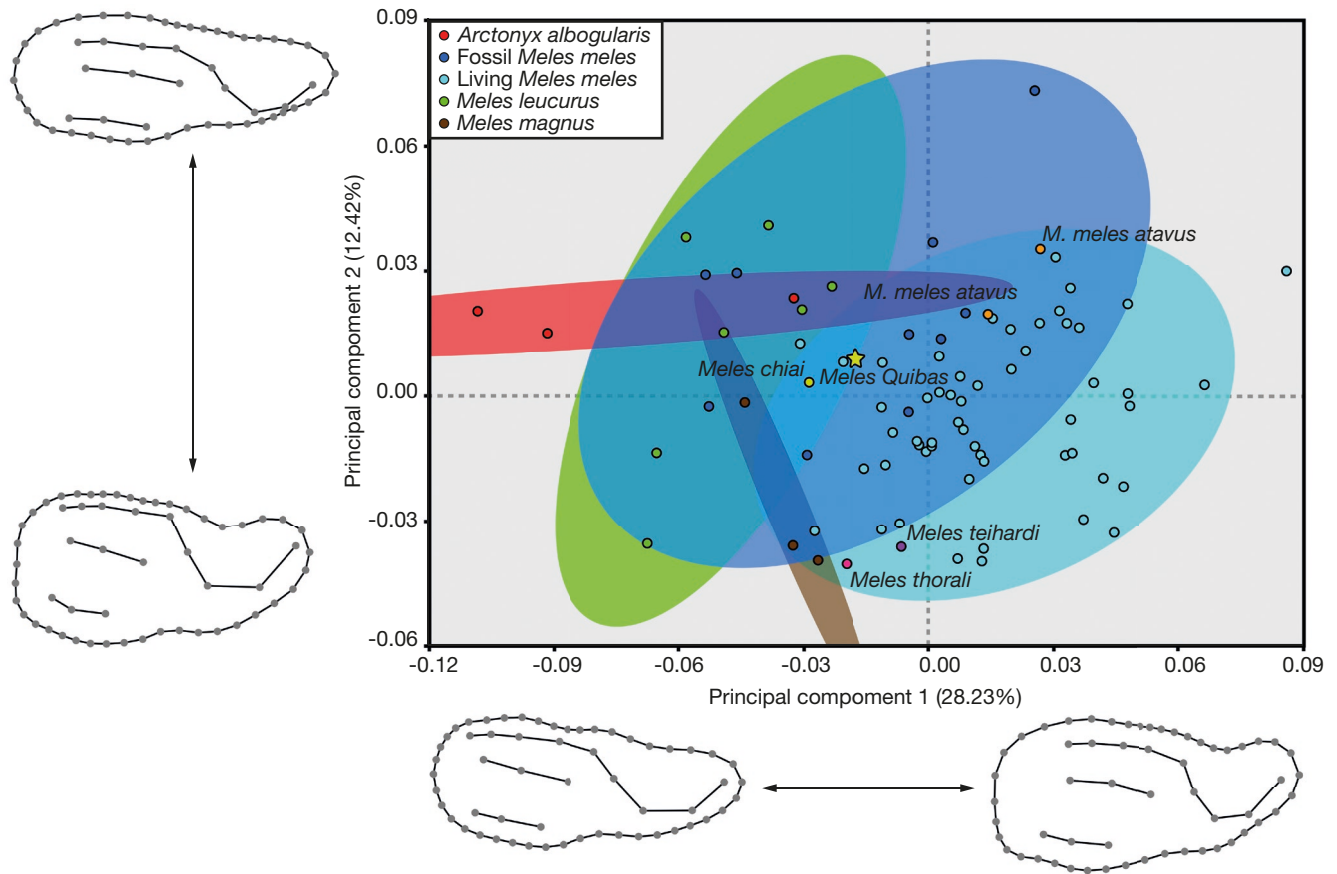 Arctonyx albogularis
Fossil Meles meles
Living Meles meles
Meles leucurus
Meles magnus
Principal compoment 2 (12.42%)
0.09
0.06
0.03
0.00
-0.03
-0.06
M. meles atavus
M. meles atavus
Meles chiai
Meles Quibas
Meles teihardi
Meles thorali
-0.12 -0.09 -0.06 -0.03 0.00 0.03 0.06 0.09
Principal compoment 1 (28.23%)